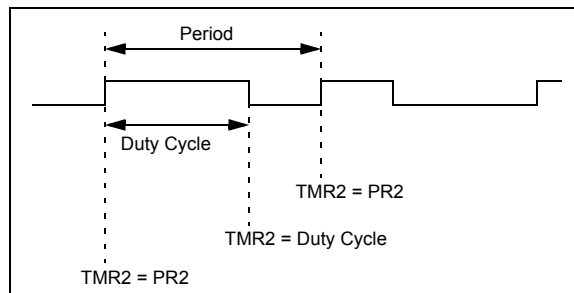 Period
Duty Cycle
TMR2 = PR2
TMR2 = Duty Cycle
TMR2 = PR2